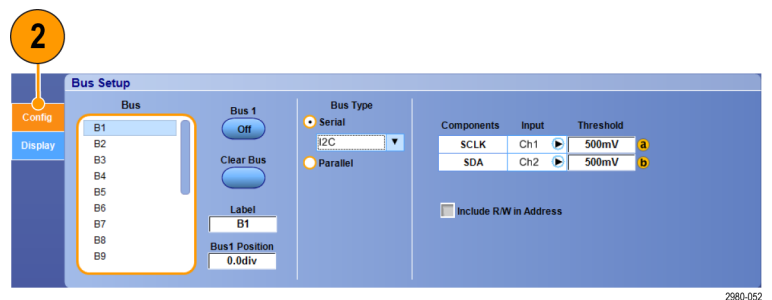 2
Bus Setup
Config
Display
Bus
B1
B2
B3
B4
B5
B6
B7
B8
B9
Bus 1
Off
Clear Bus
Label
B1
Bus1 Position
0.0div
Bus Type
Serial
I2C
Parallel
Components Input Threshold
SCLK Ch1 500mV a
SDA Ch2 500mV b
Include R/W in Address
2980-052